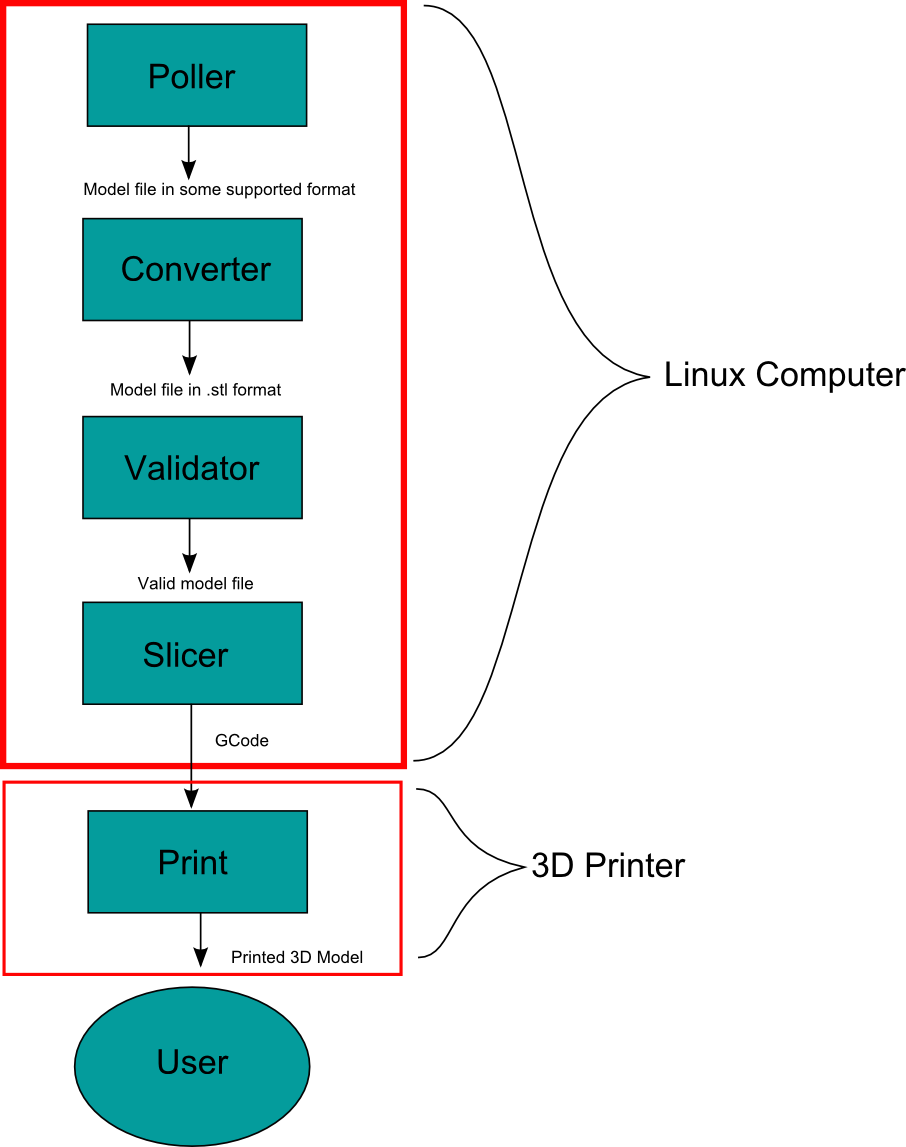 Poller
Model file in some supported format
Converter
Model file in .stl format
Linux Computer
Validator
Valid model file
Slicer
GCode
Print
3D Printer
Printed 3D Model
User